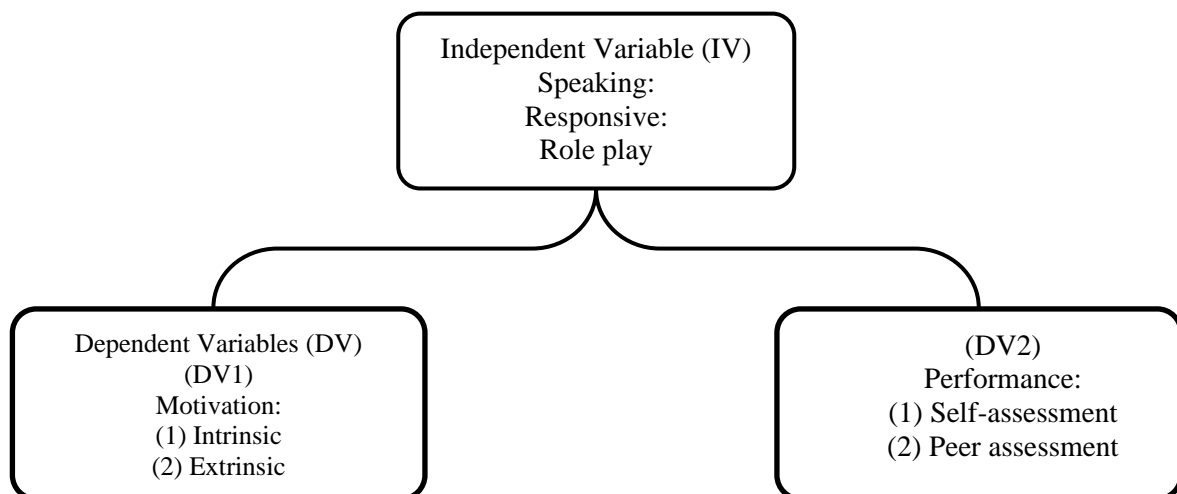 Independent Variable (IV)
Speaking:
Responsive:
Role play
Dependent Variables (DV)
(DV1)
Motivation:
(1) Intrinsic
(2) Extrinsic
(DV2)
Performance:
(1) Self-assessment
(2) Peer assessment